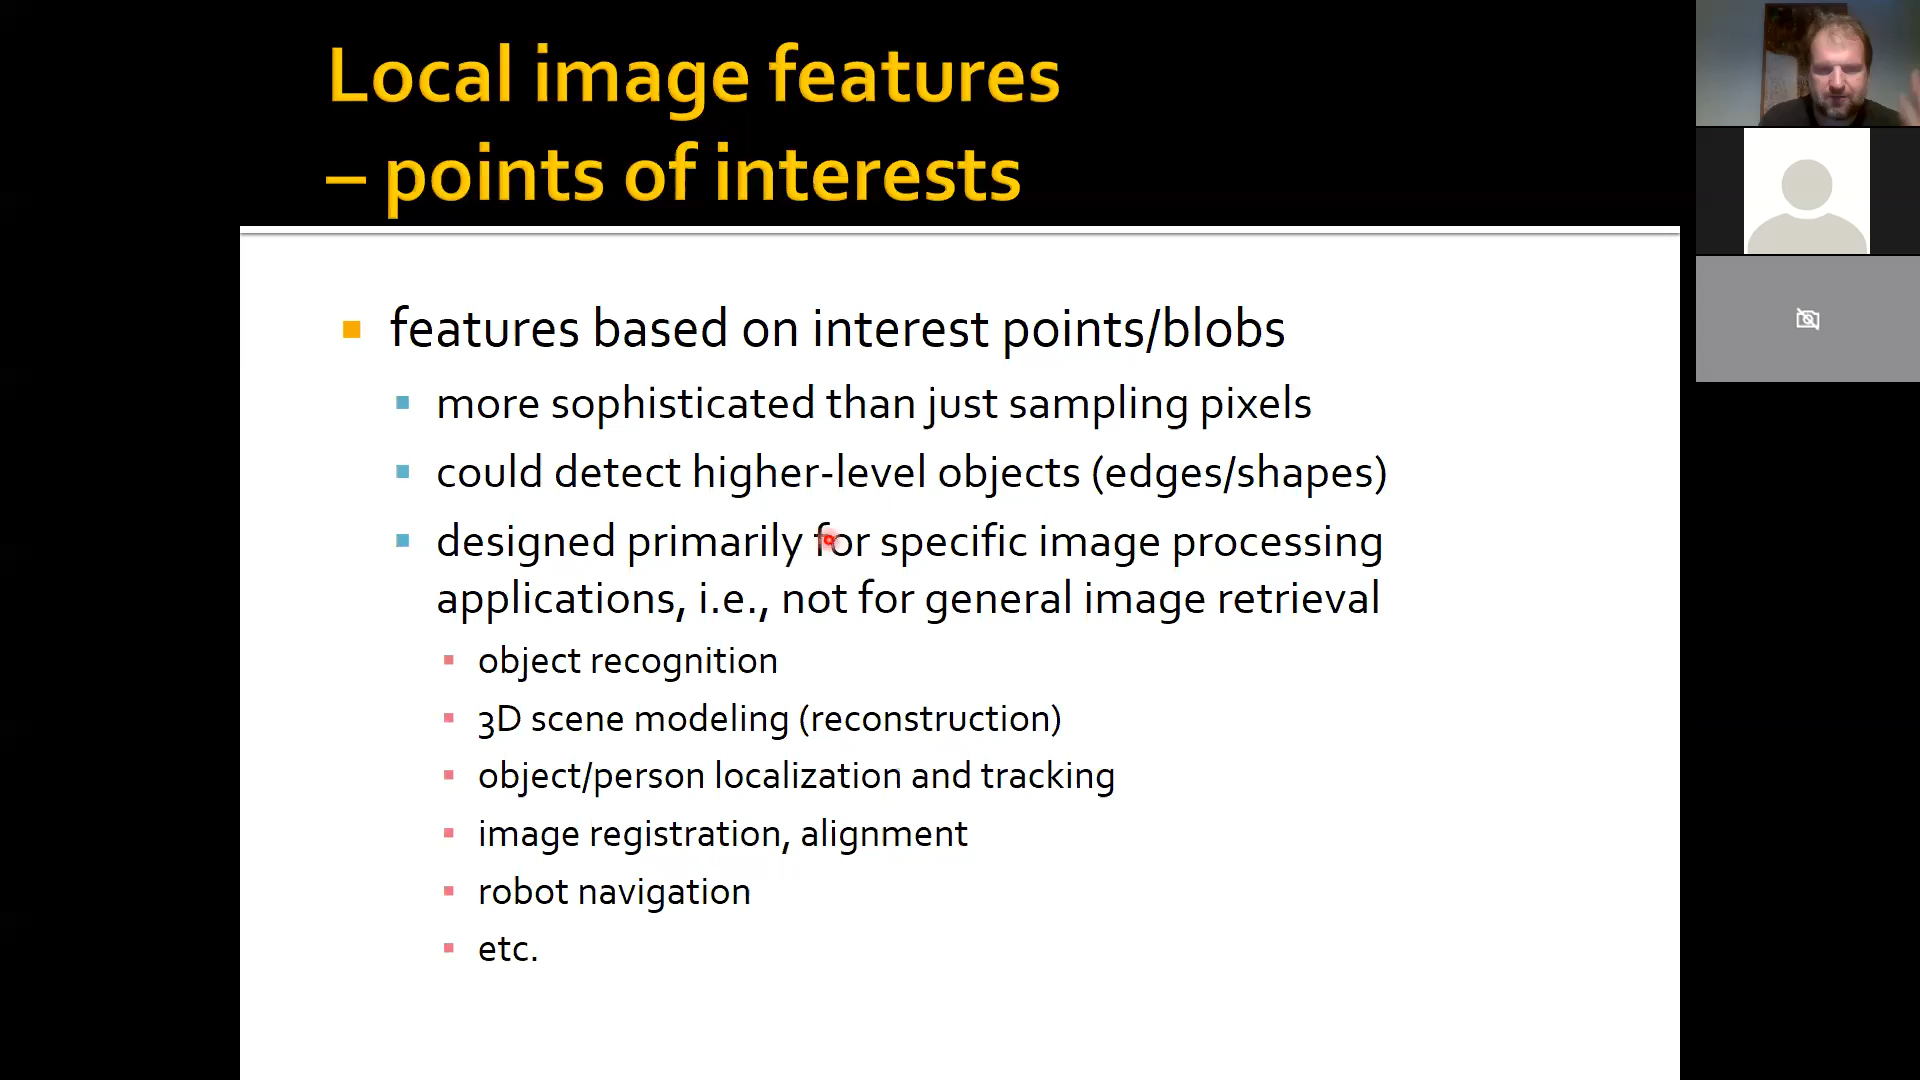 Local image features
– points of interests
features based on interest points/blobs
more sophisticated than just sampling pixels
could detect higher-level objects (edges/shapes)
designed primarily for specific image processing
applications, i.e., not for general image retrieval
object recognition
3D scene modeling (reconstruction)
object/person localization and tracking
image registration, alignment
robot navigation
etc.